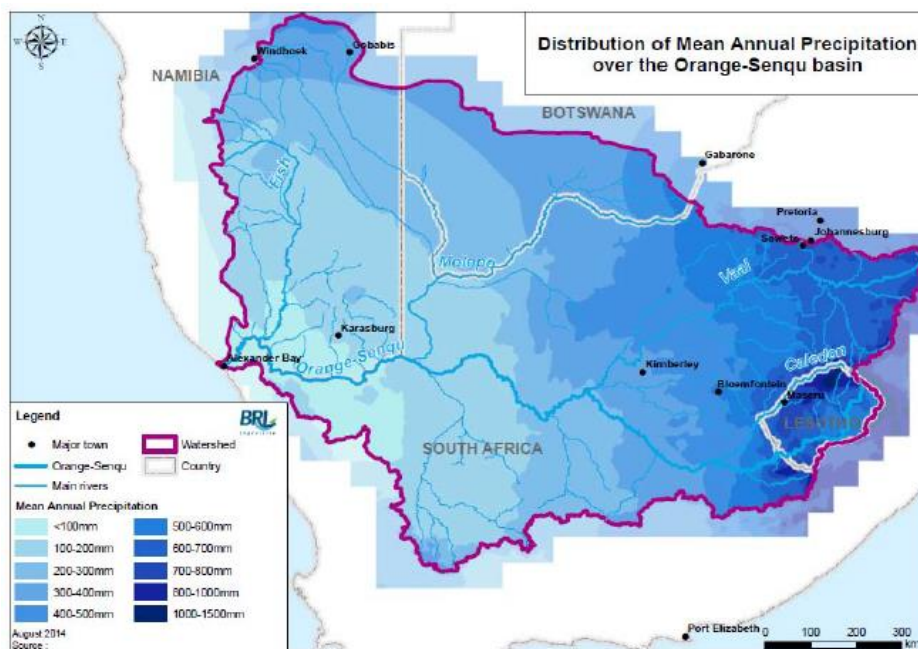 Distribution of Mean Annual Precipitation
over the Orange-Senqu basin
N
W E
S
Windhoek
Gobabis
NAMIBIA
BOTSWANA
Gabarone
Fish
Pretoria
Johannesburg
Soweto
Molopo
Vaal
Karasburg
Orange-Senqu
Alexander Bay
Kimberley
Caledon
Bloemfontein
Maseru
LESOTHO
SOUTH AFRICA
Port Elizabeth
Legend
BRL
Major town
Watershed
Orange-Senqu
Country
Main rivers
Mean Annual Precipitation
<100mm
100-200mm
200-300mm
300-400mm
400-500mm
500-600mm
600-700mm
700-800mm
800-1000mm
1000-1500mm
August 2014
Source :
0 100 200 300
km